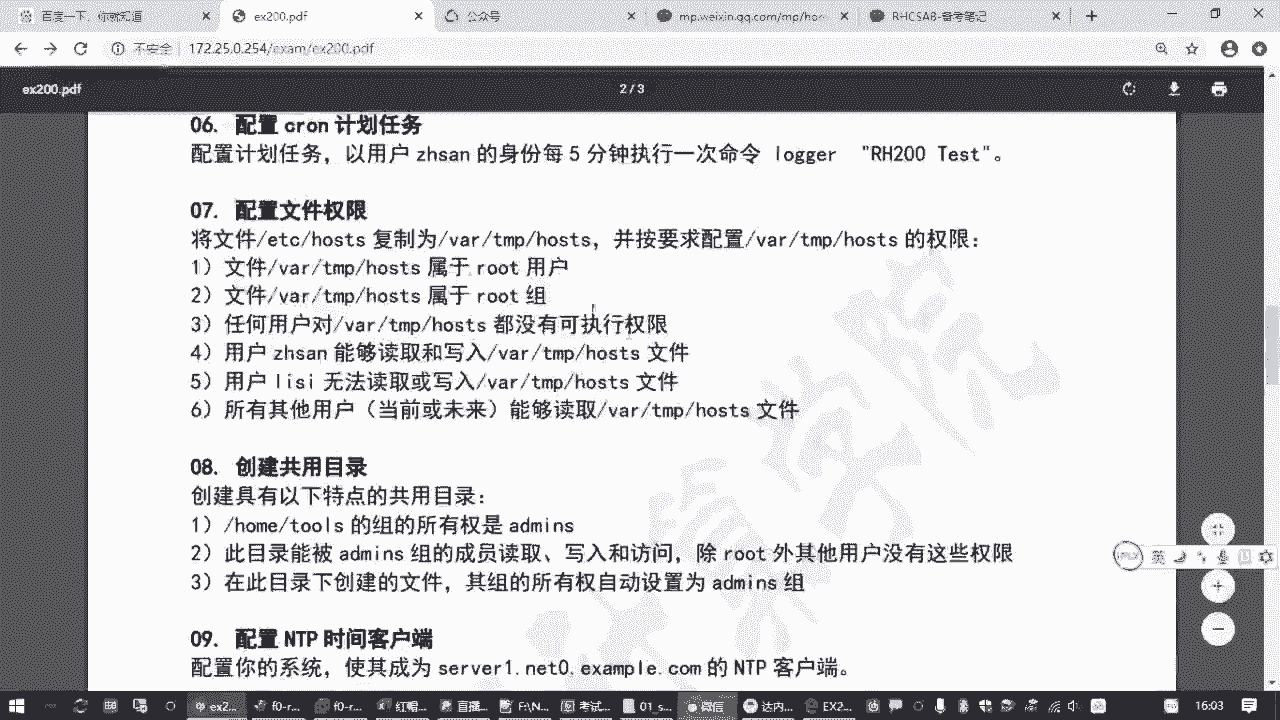 百度一下，你就知道
ex200.pdf
公众号
mp.weixin.qq.com/mp/ho
RHCSA8-备考笔记
不安全
172.25.0.254/exam/ex200.pdf
ex200.pdf
2/3
06. 配置 cron 计划任务
配置计划任务，以用户 zhsan 的身份每 5 分钟执行一次命令 logger "RH200 Test"。
07. 配置文件权限
将文件/etc/hosts 复制为/var/tmp/hosts，并按要求配置/var/tmp/hosts 的权限：
1）文件/var/tmp/hosts 属于 root 用户
2）文件/var/tmp/hosts 属于 root 组
3）任何用户对/var/tmp/hosts 都没有可执行权限
4）用户 zhsan 能够读取和写入/var/tmp/hosts 文件
5）用户 lisi 无法读取或写入/var/tmp/hosts 文件
6）所有其他用户（当前或未来）能够读取/var/tmp/hosts 文件
08. 创建共用目录
创建具有以下特点的共用目录：
1）/home/tools 的组的所有权是 admins
2）此目录能被 admins 组的成员读取、写入和访问，除 root 外其他用户没有这些权限
3）在此目录下创建的文件，其组的所有权自动设置为 admins 组
英
09. 配置 NTP 时间客户端
配置你的系统，使其成为 server1.net0.example.com 的 NTP 客户端。
ex2...
f0-r...
f0-r...
红帽...
直播...
F:\N...
考试...
01_s...
微信
达内...
EX2...
16:03